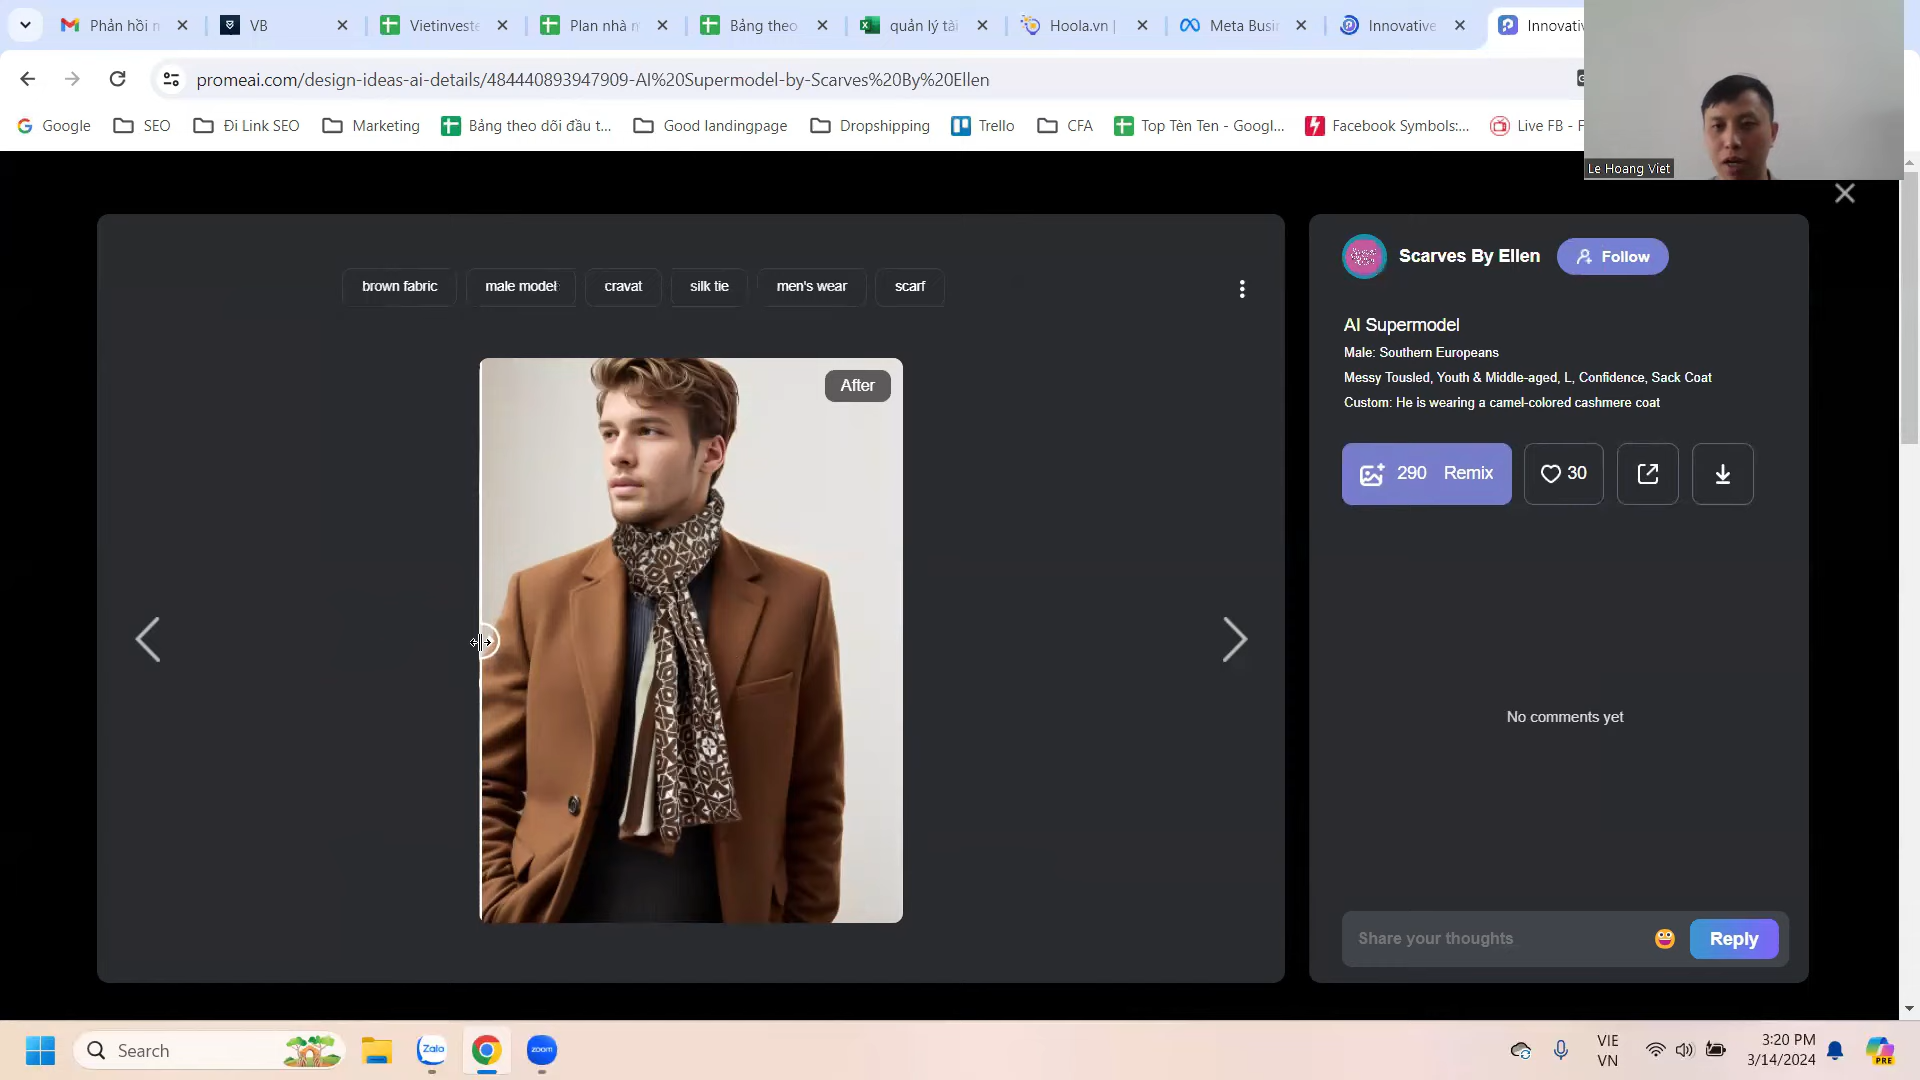 Phản hồi n
VB
Vietinveste
Plan nhà n
Bảng theo
quản lý tài
Hoola.vn |
Meta Busi
Innovative
Innovati
promeai.com/design-ideas-ai-details/484440893947909-AI%20Supermodel-by-Scarves%20By%20Ellen
Google
SEO
Đi Link SEO
Marketing
Bảng theo dõi đầu t...
Good landingpage
Dropshipping
Trello
CFA
Top Tên Ten - Googl...
Facebook Symbols:...
Live FB - F
Le Hoang Viet
brown fabric
male model
cravat
silk tie
men's wear
scarf
After
Scarves By Ellen
Follow
AI Supermodel
Male: Southern Europeans
Messy Tousled, Youth & Middle-aged, L, Confidence, Sack Coat
Custom: He is wearing a camel-colored cashmere coat
290 Remix
30
No comments yet
Share your thoughts
Reply
Search
Zalo
zoom
VIE
VN
3:20 PM
3/14/2024
PRE